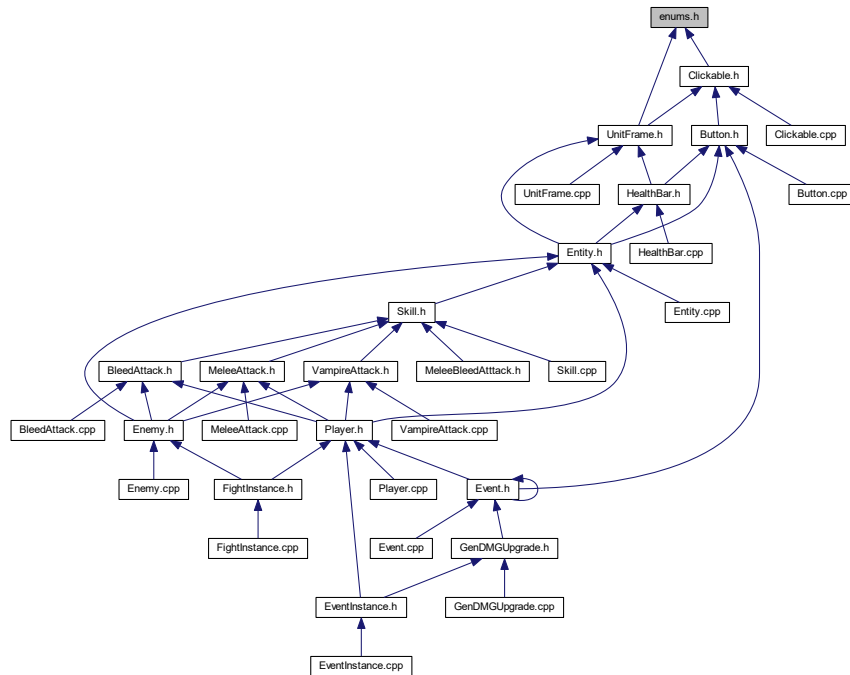 enums.h
Clickable.h
UnitFrame.h
Button.h
Clickable.cpp
UnitFrame.cpp
HealthBar.h
Button.cpp
Entity.h
HealthBar.cpp
Skill.h
Entity.cpp
BleedAttack.h
MeleeAttack.h
VampireAttack.h
MeleeBleedAtttack.h
Skill.cpp
BleedAttack.cpp
Enemy.h
MeleeAttack.cpp
Player.h
VampireAttack.cpp
Enemy.cpp
FightInstance.h
Player.cpp
Event.h
FightInstance.cpp
Event.cpp
GenDMGUpgrade.h
EventInstance.h
GenDMGUpgrade.cpp
EventInstance.cpp